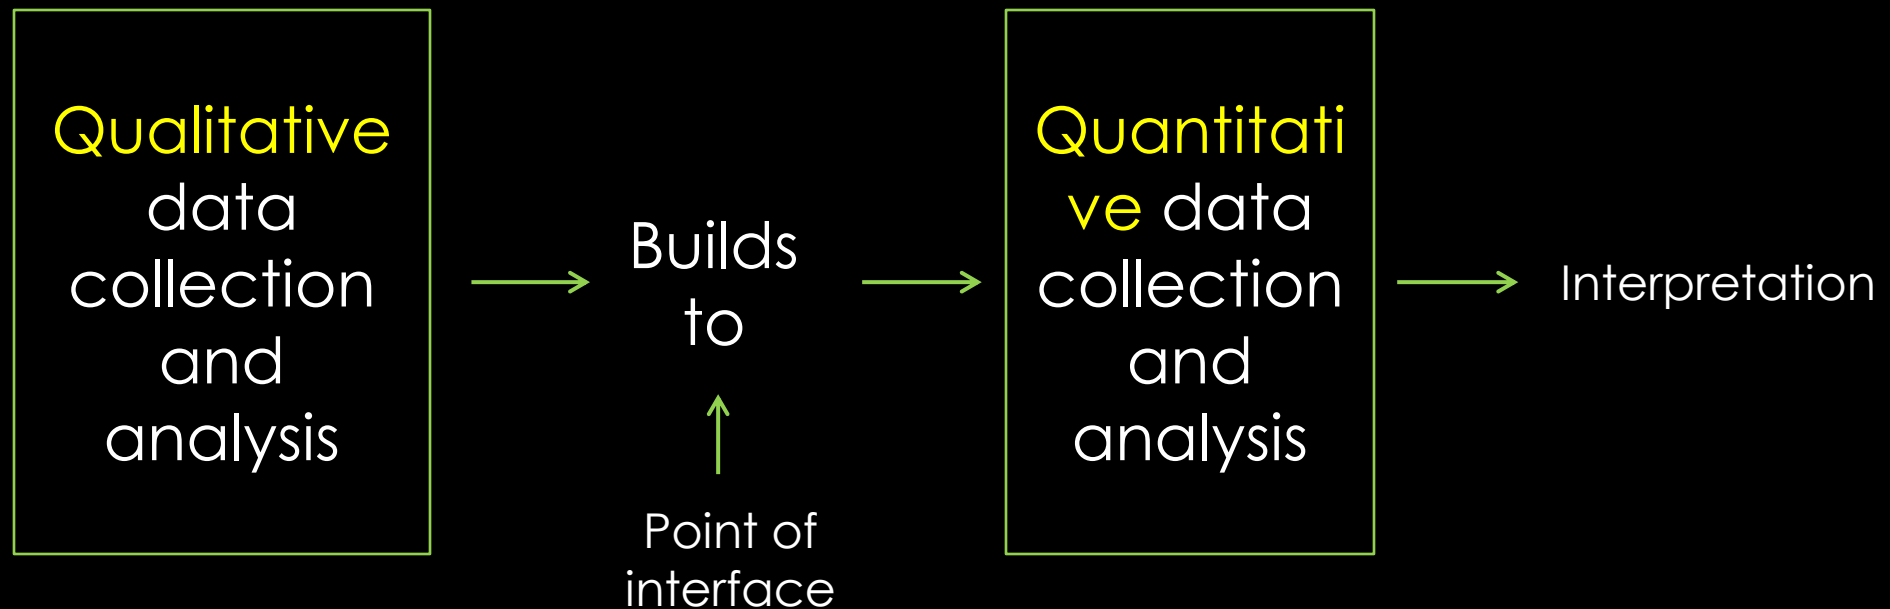 Qualitative
data
collection
and
analysis
Builds
to
Point of
interface
Quantitati
ve data
collection
and
analysis
Interpretation